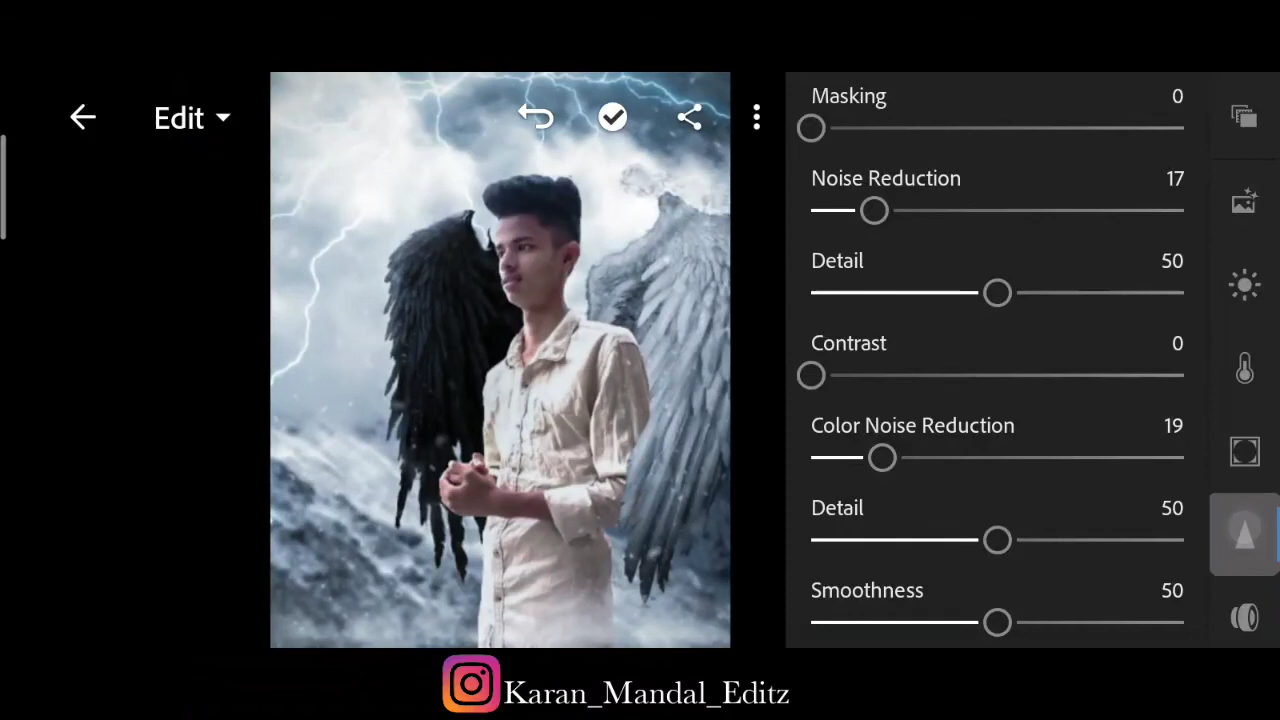 Edit
Masking 0
Noise Reduction 17
Detail 50
Contrast 0
Color Noise Reduction 19
Detail 50
Smoothness 50
Karan_Mandal_Editz